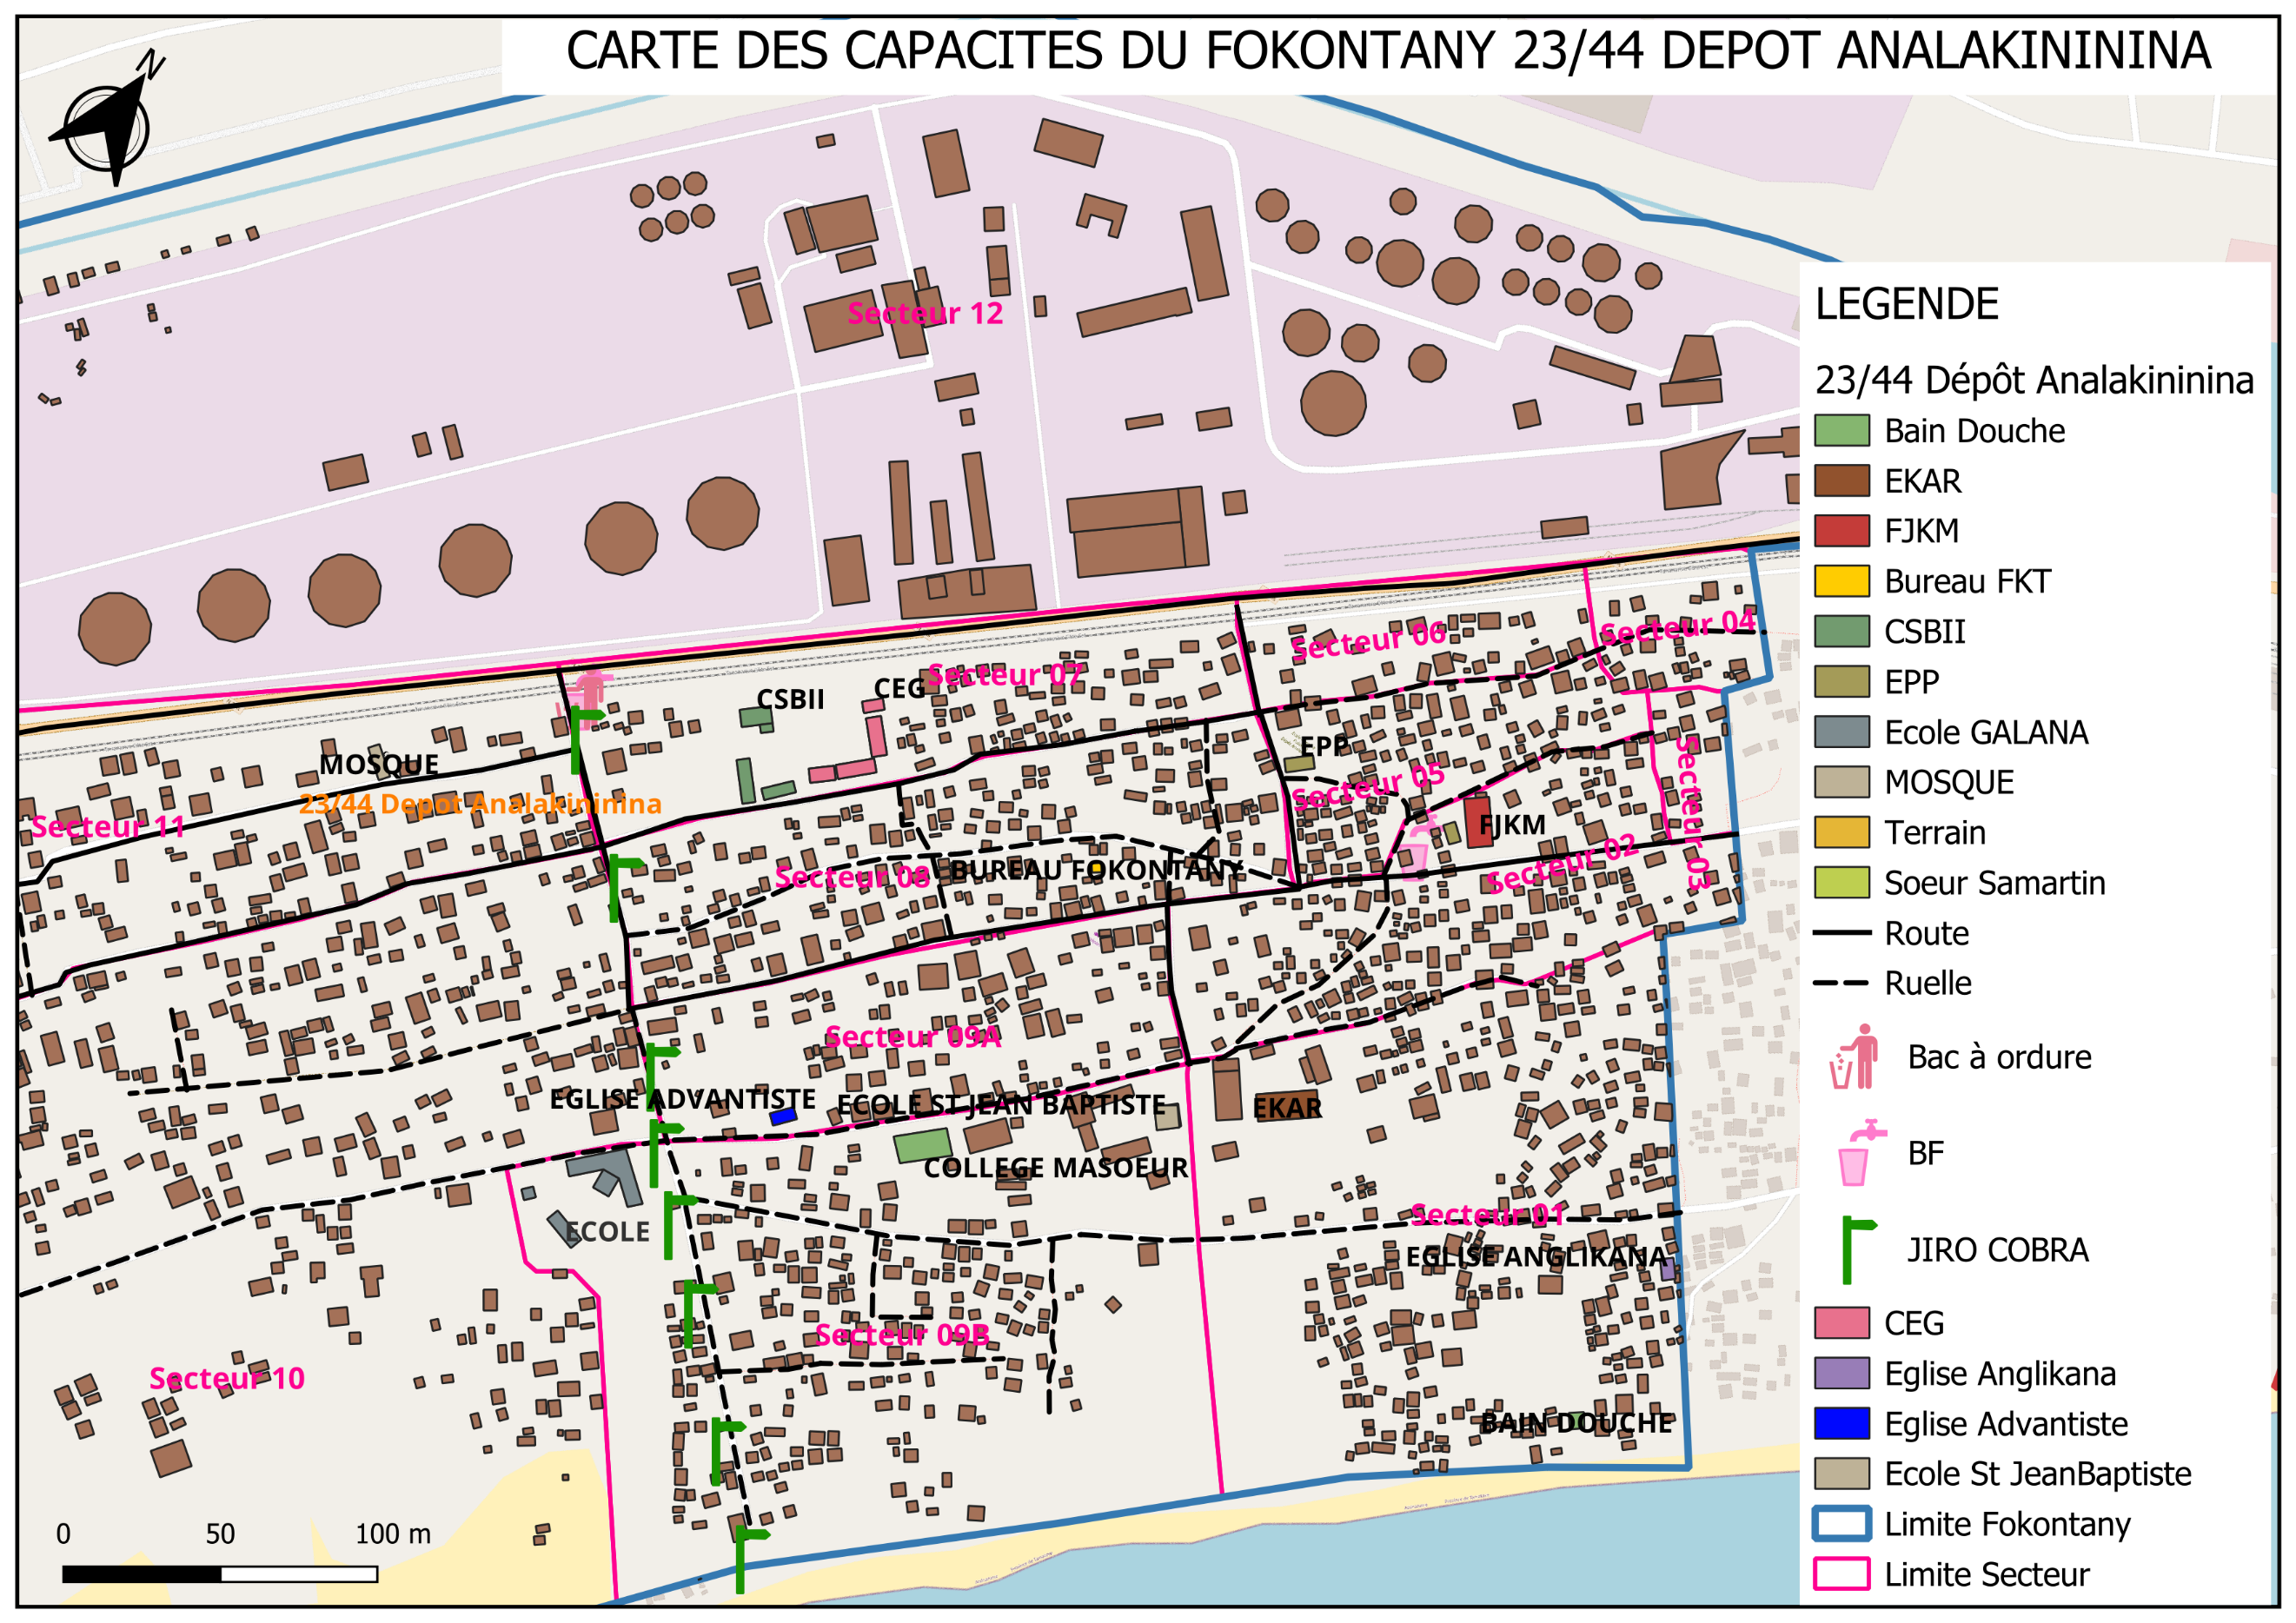 CARTE DES CAPACITES DU FOKONTANY 23/44 DEPOT ANALAKININA
N
Secteur 12
Secteur 06
Secteur 04
Secteur 07
CSBII
CEG
MOSQUE
EPP
Secteur 05
Secteur 03
23/44 Depot Analakininina
Secteur 11
FJKM
Secteur 02
BUREAU FOKONTANY
Secteur 08
Secteur 09A
EGLISE ADVANTISTE
ECOLE ST JEAN BAPTISTE
EKAR
COLLEGE MASOEUR
ECOLE
Secteur 01
EGLISE ANGLIKANA
Secteur 09B
Secteur 10
BAIN DOUCHE
0 50 100 m
LEGENDE
23/44 Dépôt Analakininina
Bain Douche
EKAR
FJKM
Bureau FKT
CSBII
EPP
Ecole GALANA
MOSQUE
Terrain
Soeur Samartin
Route
Ruelle
Bac à ordure
BF
JIRO COBRA
CEG
Eglise Anglikana
Eglise Advantiste
Ecole St JeanBaptiste
Limite Fokontany
Limite Secteur